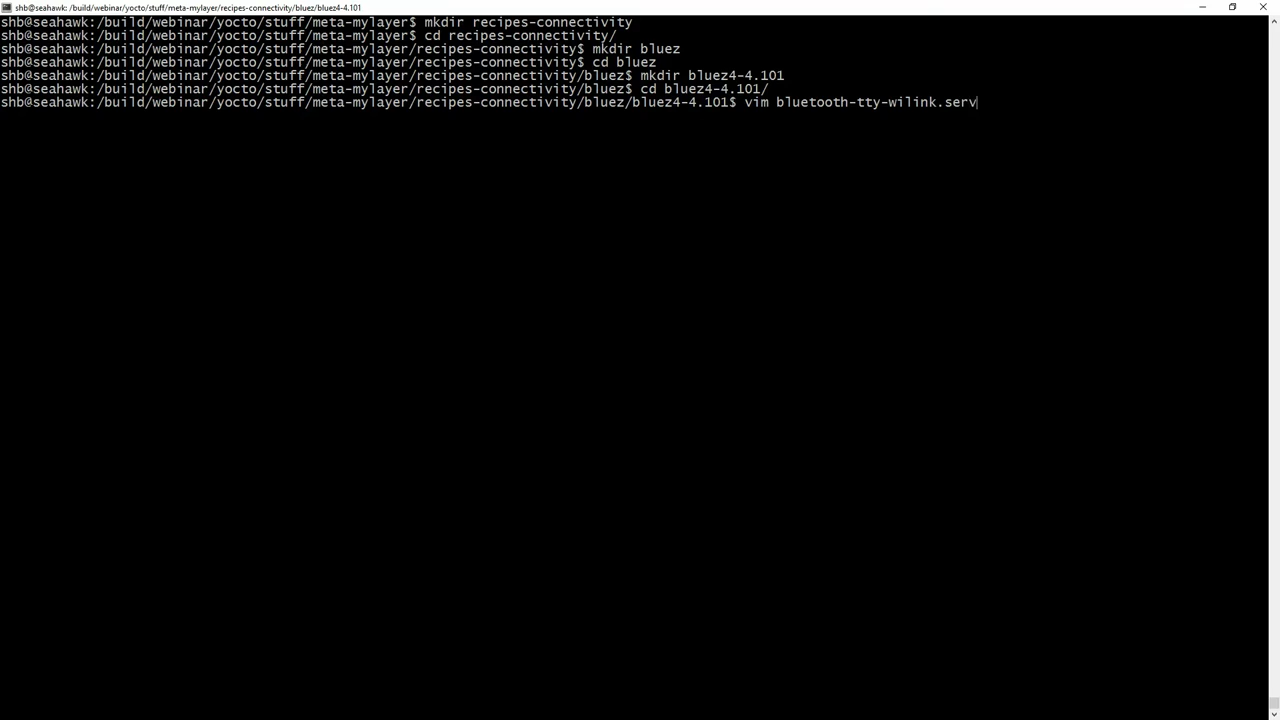 shb@seahawk: /build/webinar/yocto/stuff/meta-mylayer/recipes-connectivity/bluez/bluez4-4.101
shb@seahawk:/build/webinar/yocto/stuff/meta-mylayer$ mkdir recipes-connectivity
shb@seahawk:/build/webinar/yocto/stuff/meta-mylayer$ cd recipes-connectivity/
shb@seahawk:/build/webinar/yocto/stuff/meta-mylayer/recipes-connectivity$ mkdir bluez
shb@seahawk:/build/webinar/yocto/stuff/meta-mylayer/recipes-connectivity$ cd bluez
shb@seahawk:/build/webinar/yocto/stuff/meta-mylayer/recipes-connectivity/bluez$ mkdir bluez4-4.101
shb@seahawk:/build/webinar/yocto/stuff/meta-mylayer/recipes-connectivity/bluez$ cd bluez4-4.101/
shb@seahawk:/build/webinar/yocto/stuff/meta-mylayer/recipes-connectivity/bluez/bluez4-4.101$ vim bluetooth-tty-wilink.serv